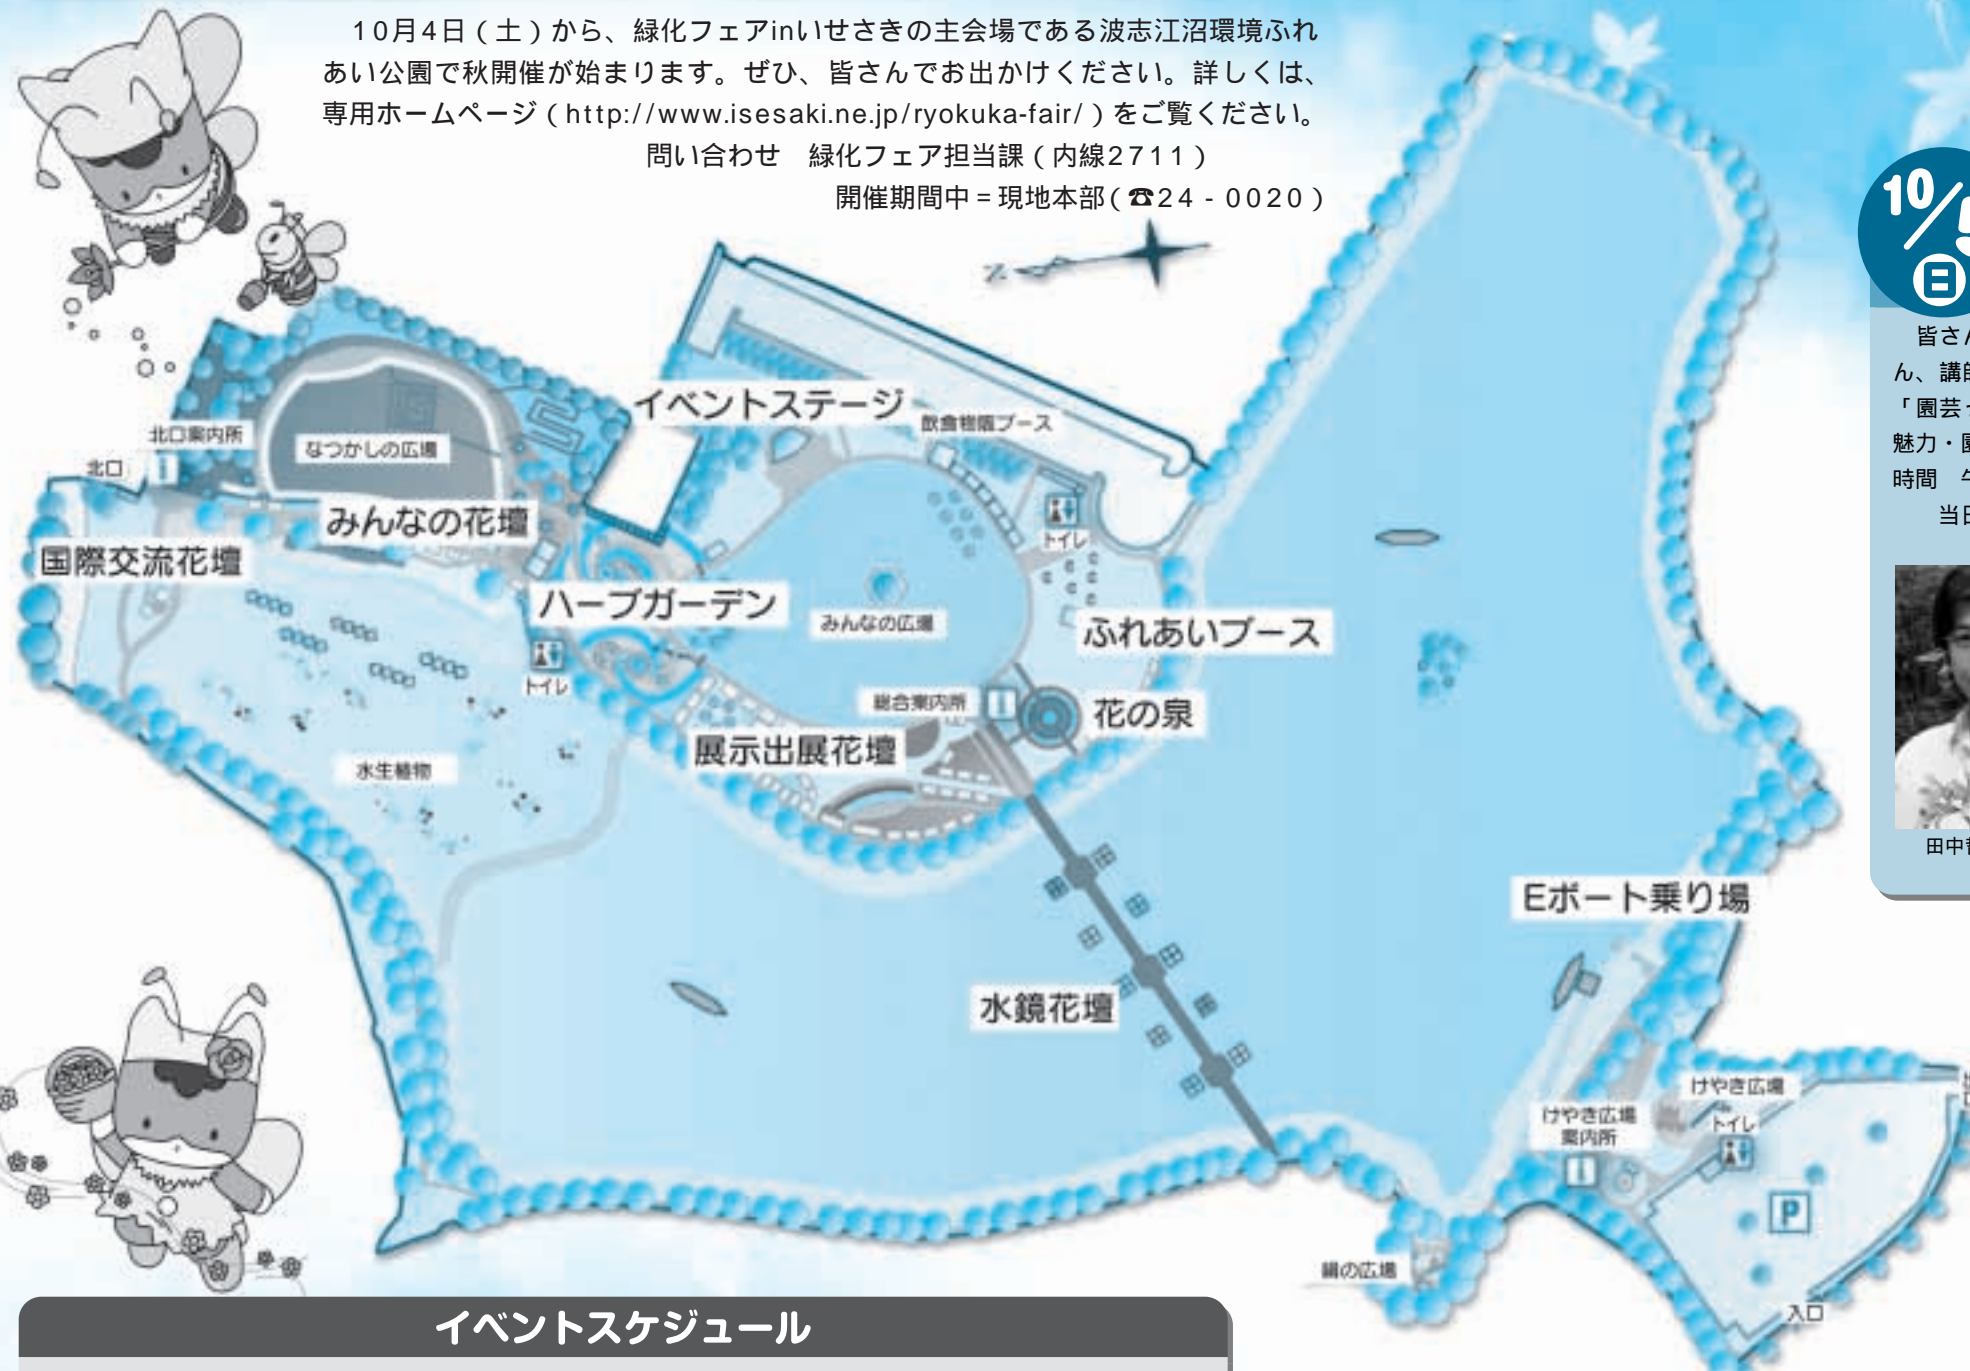 10月4日（土）から、緑化フェアinいせさきの主会場である波志江沼環境ふれ
あい公園で秋開催が始まります。ぜひ、皆さんでお出かけください。詳しくは、
専用ホームページ（http://www.isesaki.ne.jp/ryokuka-fair/）をご覧ください。
問い合わせ　緑化フェア担当課（内線2711）
開催期間中＝現地本部（☎24‐0020）
N
イベントステージ
飲食物販ブース
北口案内所
なつかしの広場
北口
みんなの花壇
トイレ
国際交流花壇
ハーブガーデン
みんなの広場
ふれあいブース
トイレ
総合案内所
花の泉
展示出展花壇
水生植物
Eボート乗り場
水鏡花壇
けやき広場
けやき広場
案内所
トイレ
P
絹の広場
入口
10/5
日
皆さん
ん、講師
「園芸
魅力・園
時間
当日
田中
イベントスケジュール